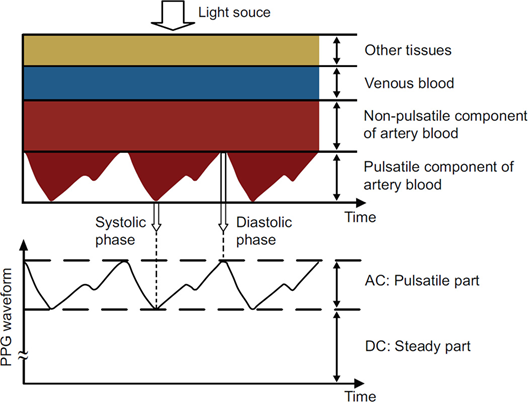 Light souce
Other tissues
Venous blood
Non-pulsatile component
of artery blood
Pulsatile component of
artery blood
Time
Systolic
phase
Diastolic
phase
PPG waveform
AC: Pulsatile part
DC: Steady part
Time